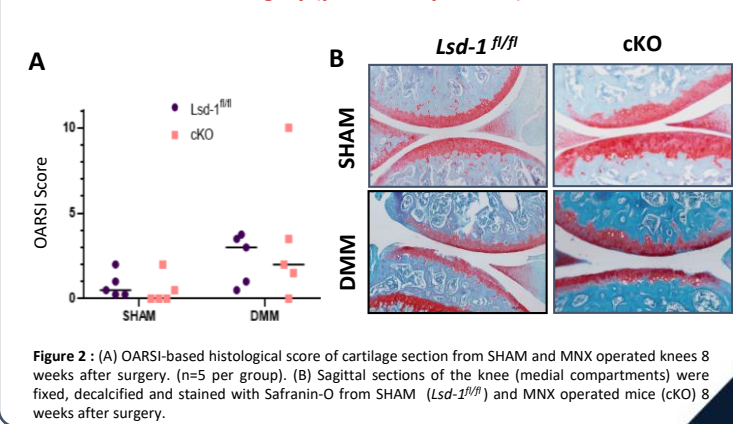 A
B
Lsd-1 fl/fl
cKO
Lsd-1fl/fl
cKO
OARSI Score
10
5
0
SHAM
DMM
SHAM
DMM
Figure 2 : (A) OARSI-based histological score of cartilage section from SHAM and MNX operated knees 8
weeks after surgery. (n=5 per group). (B) Sagittal sections of the knee (medial compartments) were
fixed, decalcified and stained with Safranin-O from SHAM (Lsd-1fl/fl) and MNX operated mice (cKO) 8
weeks after surgery.